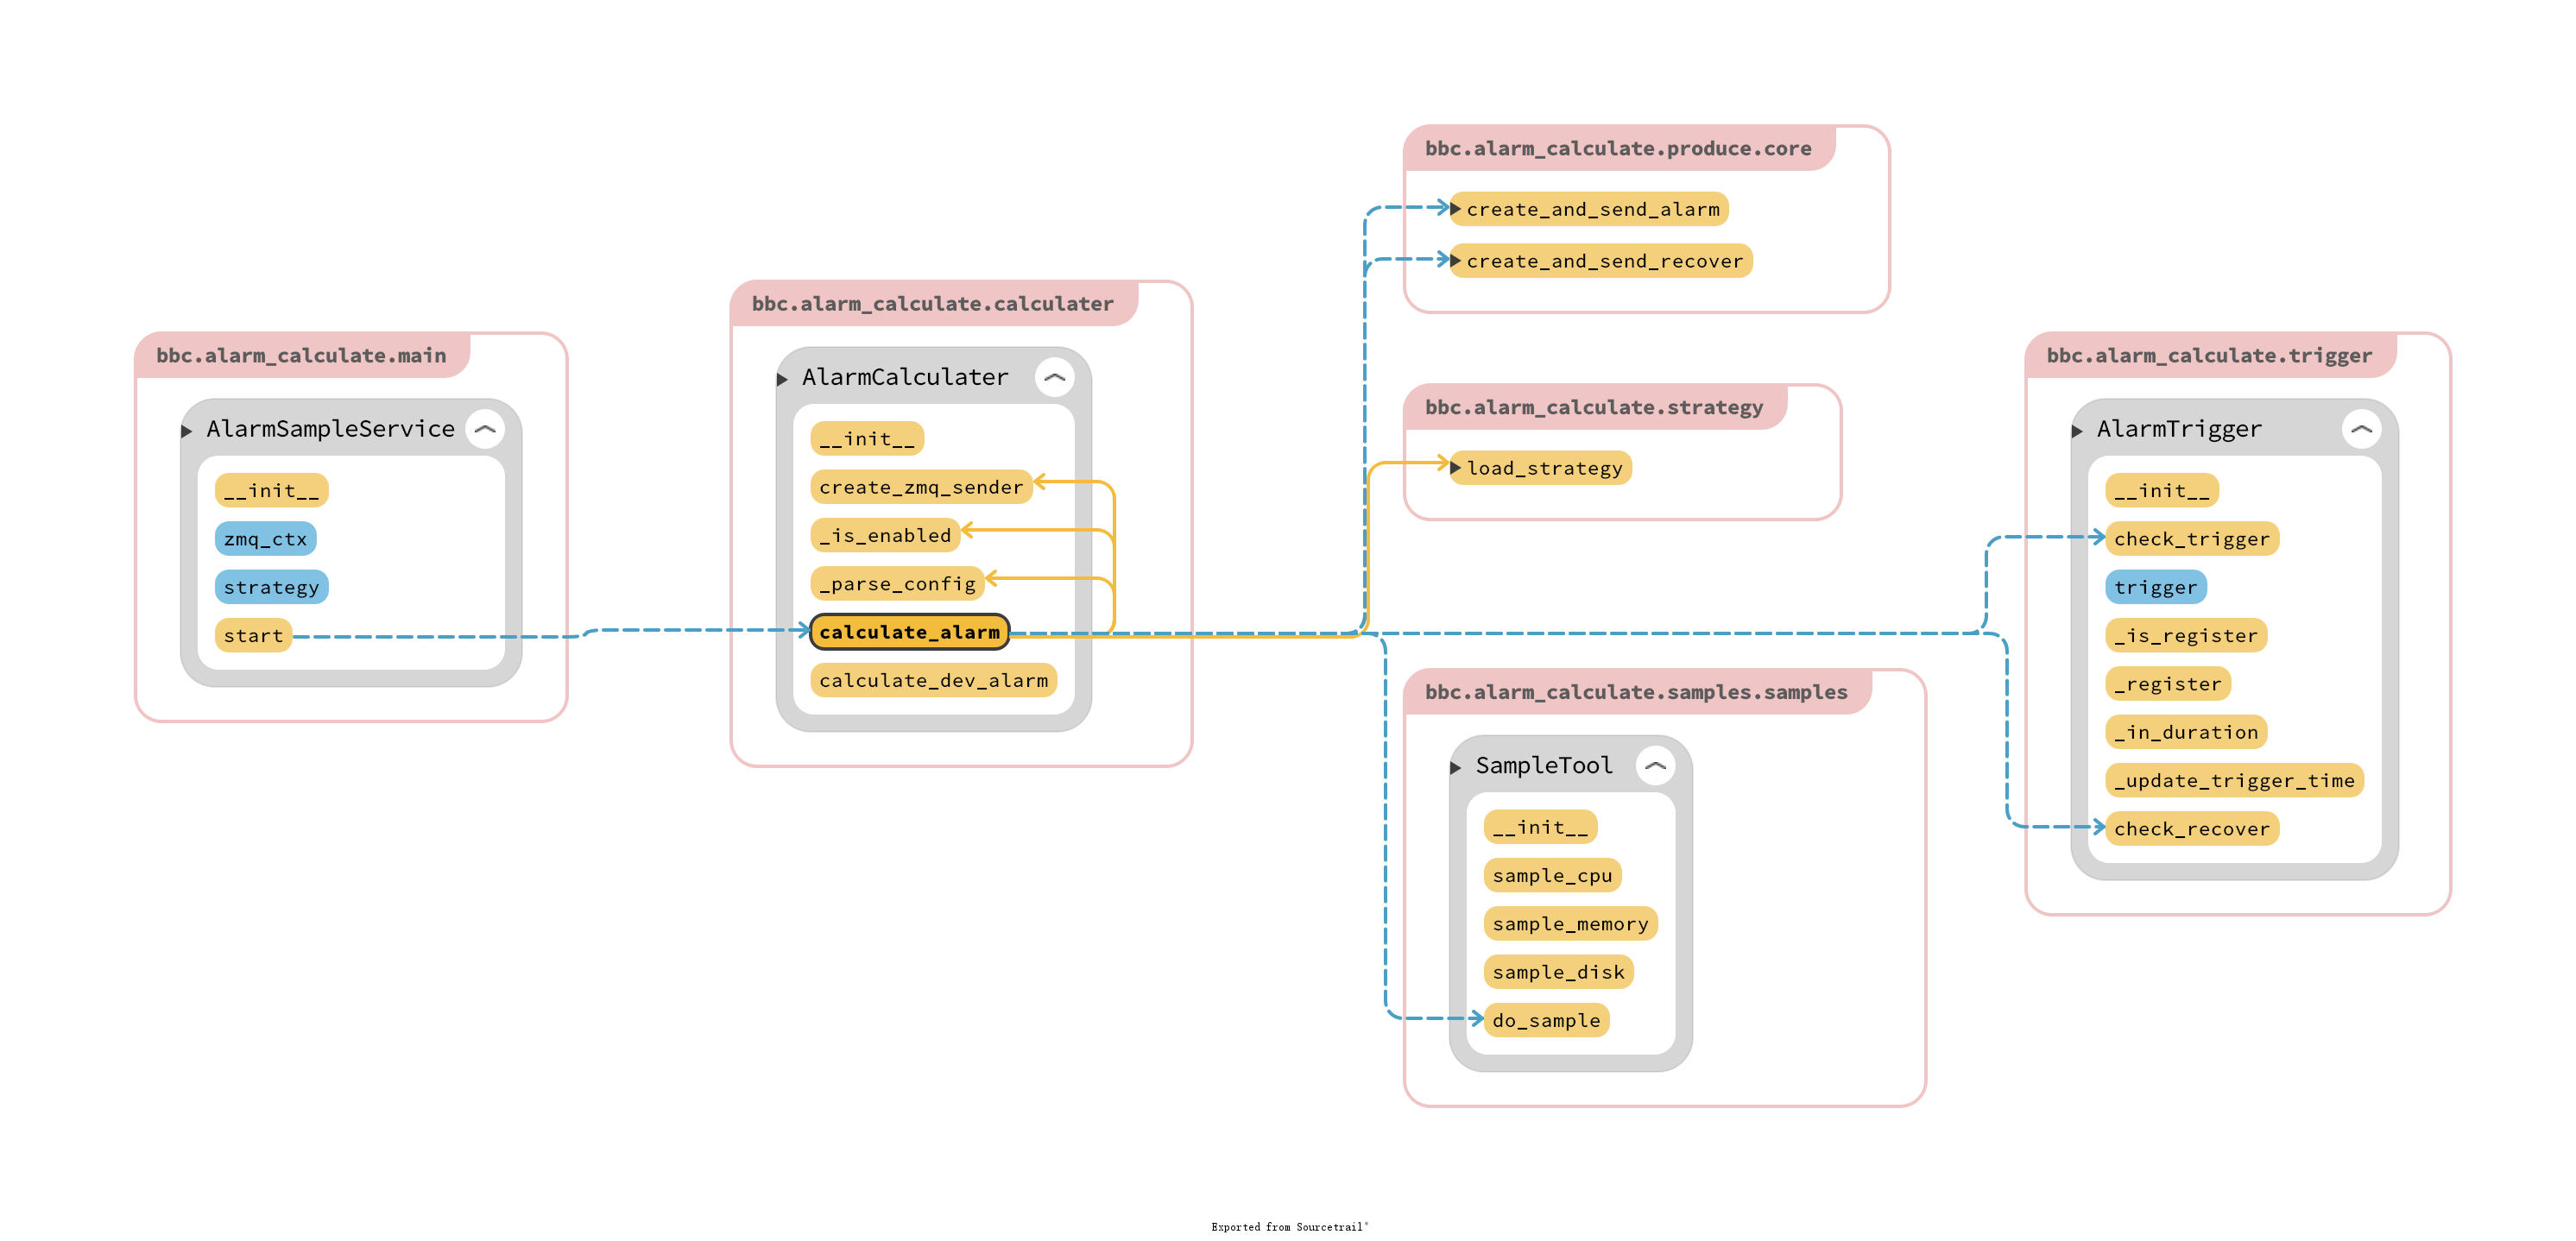 bbc.alarm_calculate.main
AlarmSampleService
__init__
zmq_ctx
strategy
start
bbc.alarm_calculate.calculater
AlarmCalculater
__init__
create_zmq_sender
_is_enabled
_parse_config
calculate_alarm
calculate_dev_alarm
bbc.alarm_calculate.produce.core
create_and_send_alarm
create_and_send_recover
bbc.alarm_calculate.strategy
load_strategy
bbc.alarm_calculate.samples.samples
SampleTool
__init__
sample_cpu
sample_memory
sample_disk
do_sample
bbc.alarm_calculate.trigger
AlarmTrigger
__init__
check_trigger
trigger
_is_register
_register
_in_duration
_update_trigger_time
check_recover
Exported from Sourcetrail®